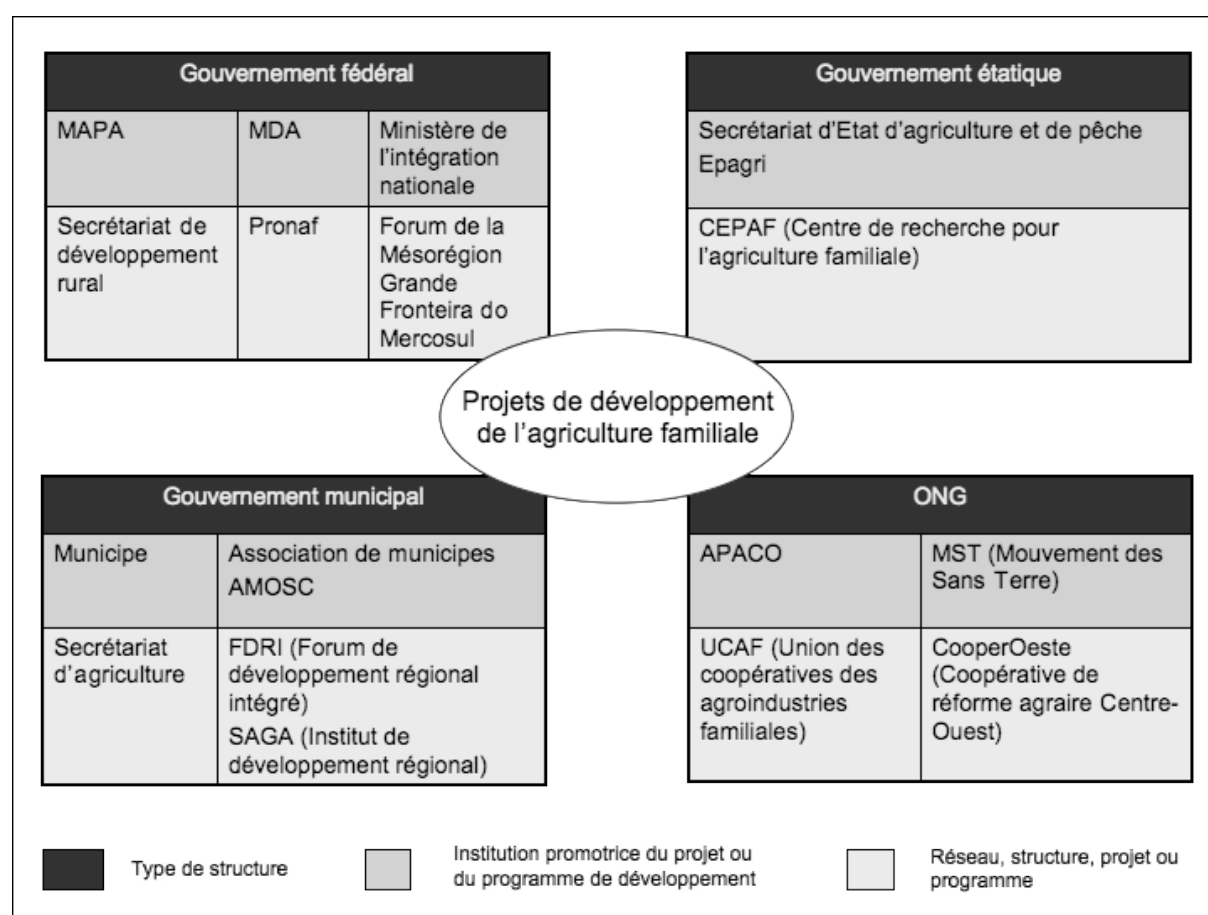 Gouvernement fédéral
MAPA
MDA
Ministère de
l'intégration
nationale
Secrétariat de
développement
rural
Pronaf
Forum de la
Mésorégion
Grande
Fronteira do
Mercosul
Gouvernement étatique
Secrétariat d'Etat d'agriculture et de pêche
Epagri
CEPAF (Centre de recherche pour
l'agriculture familiale)
Projets de développement
de l'agriculture familiale
Gouvernement municipal
Municipe
Association de municipes
AMOSC
Secrétariat
d'agriculture
FDRI (Forum de
développement régional
intégré)
SAGA (Institut de
développement régional)
ONG
APACO
MST (Mouvement des
Sans Terre)
UCAF (Union des
coopératives des
agroindustries
familiales)
CooperOeste
(Coopérative de
réforme agraire Centre-
Ouest)
Type de structure
Institution promotrice du projet ou
du programme de développement
Réseau, structure, projet ou
programme